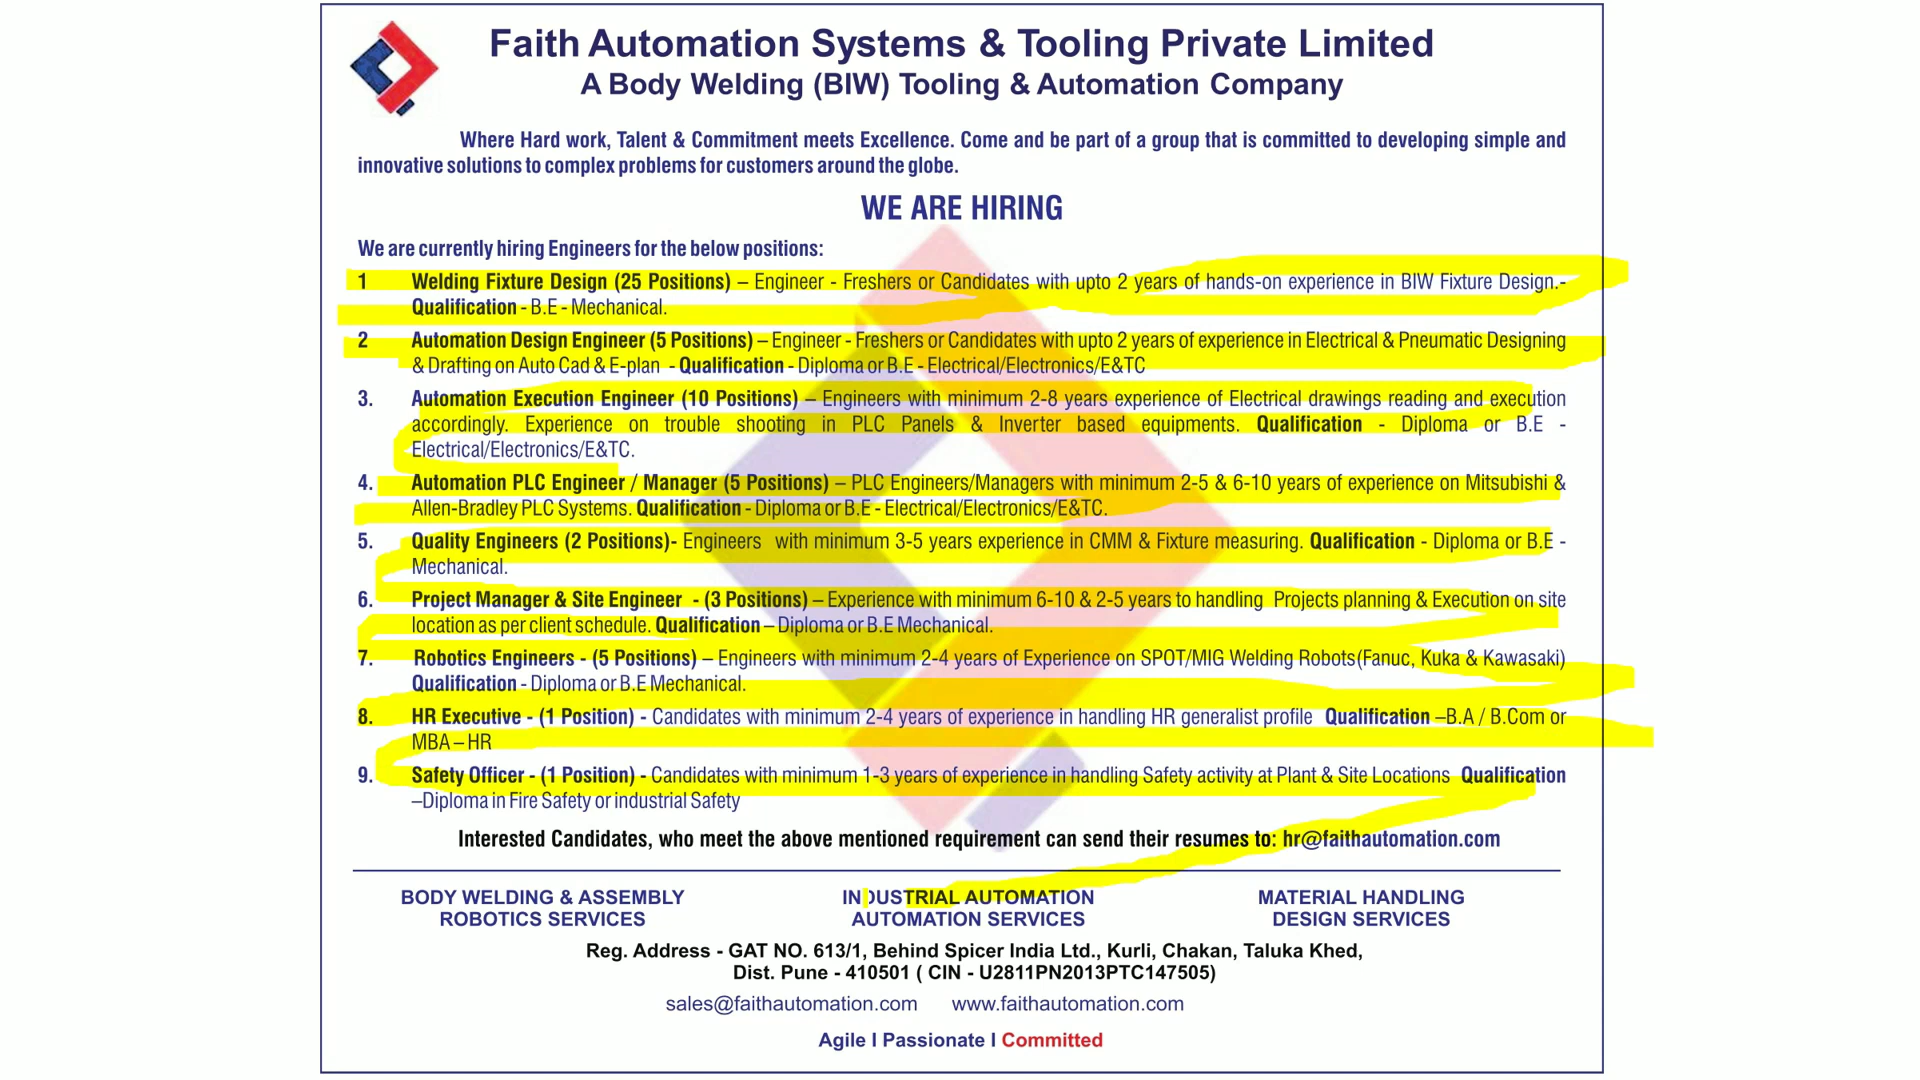 Faith Automation Systems & Tooling Private Limited
A Body Welding (BIW) Tooling & Automation Company
Where Hard work, Talent & Commitment meets Excellence. Come and be part of a group that is committed to developing simple and
innovative solutions to complex problems for customers around the globe.
WE ARE HIRING
We are currently hiring Engineers for the below positions:
1 Welding Fixture Design (25 Positions) – Engineer - Freshers or Candidates with upto 2 years of hands-on experience in BIW Fixture Design.-
Qualification - B.E - Mechanical.
2 Automation Design Engineer (5 Positions) – Engineer - Freshers or Candidates with upto 2 years of experience in Electrical & Pneumatic Designing
& Drafting on Auto Cad & E-plan - Qualification - Diploma or B.E - Electrical/Electronics/E&TC
3. Automation Execution Engineer (10 Positions) – Engineers with minimum 2-8 years experience of Electrical drawings reading and execution
accordingly. Experience on trouble shooting in PLC Panels & Inverter based equipments. Qualification - Diploma or B.E -
Electrical/Electronics/E&TC.
4. Automation PLC Engineer / Manager (5 Positions) – PLC Engineers/Managers with minimum 2-5 & 6-10 years of experience on Mitsubishi &
Allen-Bradley PLC Systems. Qualification - Diploma or B.E - Electrical/Electronics/E&TC.
5. Quality Engineers (2 Positions)- Engineers with minimum 3-5 years experience in CMM & Fixture measuring. Qualification - Diploma or B.E -
Mechanical.
6. Project Manager & Site Engineer - (3 Positions) – Experience with minimum 6-10 & 2-5 years to handling Projects planning & Execution on site
location as per client schedule. Qualification – Diploma or B.E Mechanical.
7. Robotics Engineers - (5 Positions) – Engineers with minimum 2-4 years of Experience on SPOT/MIG Welding Robots(Fanuc, Kuka & Kawasaki)
Qualification - Diploma or B.E Mechanical.
8. HR Executive - (1 Position) - Candidates with minimum 2-4 years of experience in handling HR generalist profile Qualification –B.A / B.Com or
MBA – HR
9. Safety Officer - (1 Position) - Candidates with minimum 1-3 years of experience in handling Safety activity at Plant & Site Locations Qualification
–Diploma in Fire Safety or industrial Safety
Interested Candidates, who meet the above mentioned requirement can send their resumes to: hr@faithautomation.com
BODY WELDING & ASSEMBLY INDUSTRIAL AUTOMATION MATERIAL HANDLING
ROBOTICS SERVICES AUTOMATION SERVICES DESIGN SERVICES
Reg. Address - GAT NO. 613/1, Behind Spicer India Ltd., Kurli, Chakan, Taluka Khed,
Dist. Pune - 410501 ( CIN - U2811PN2013PTC147505)
sales@faithautomation.com www.faithautomation.com
Agile I Passionate I Committed